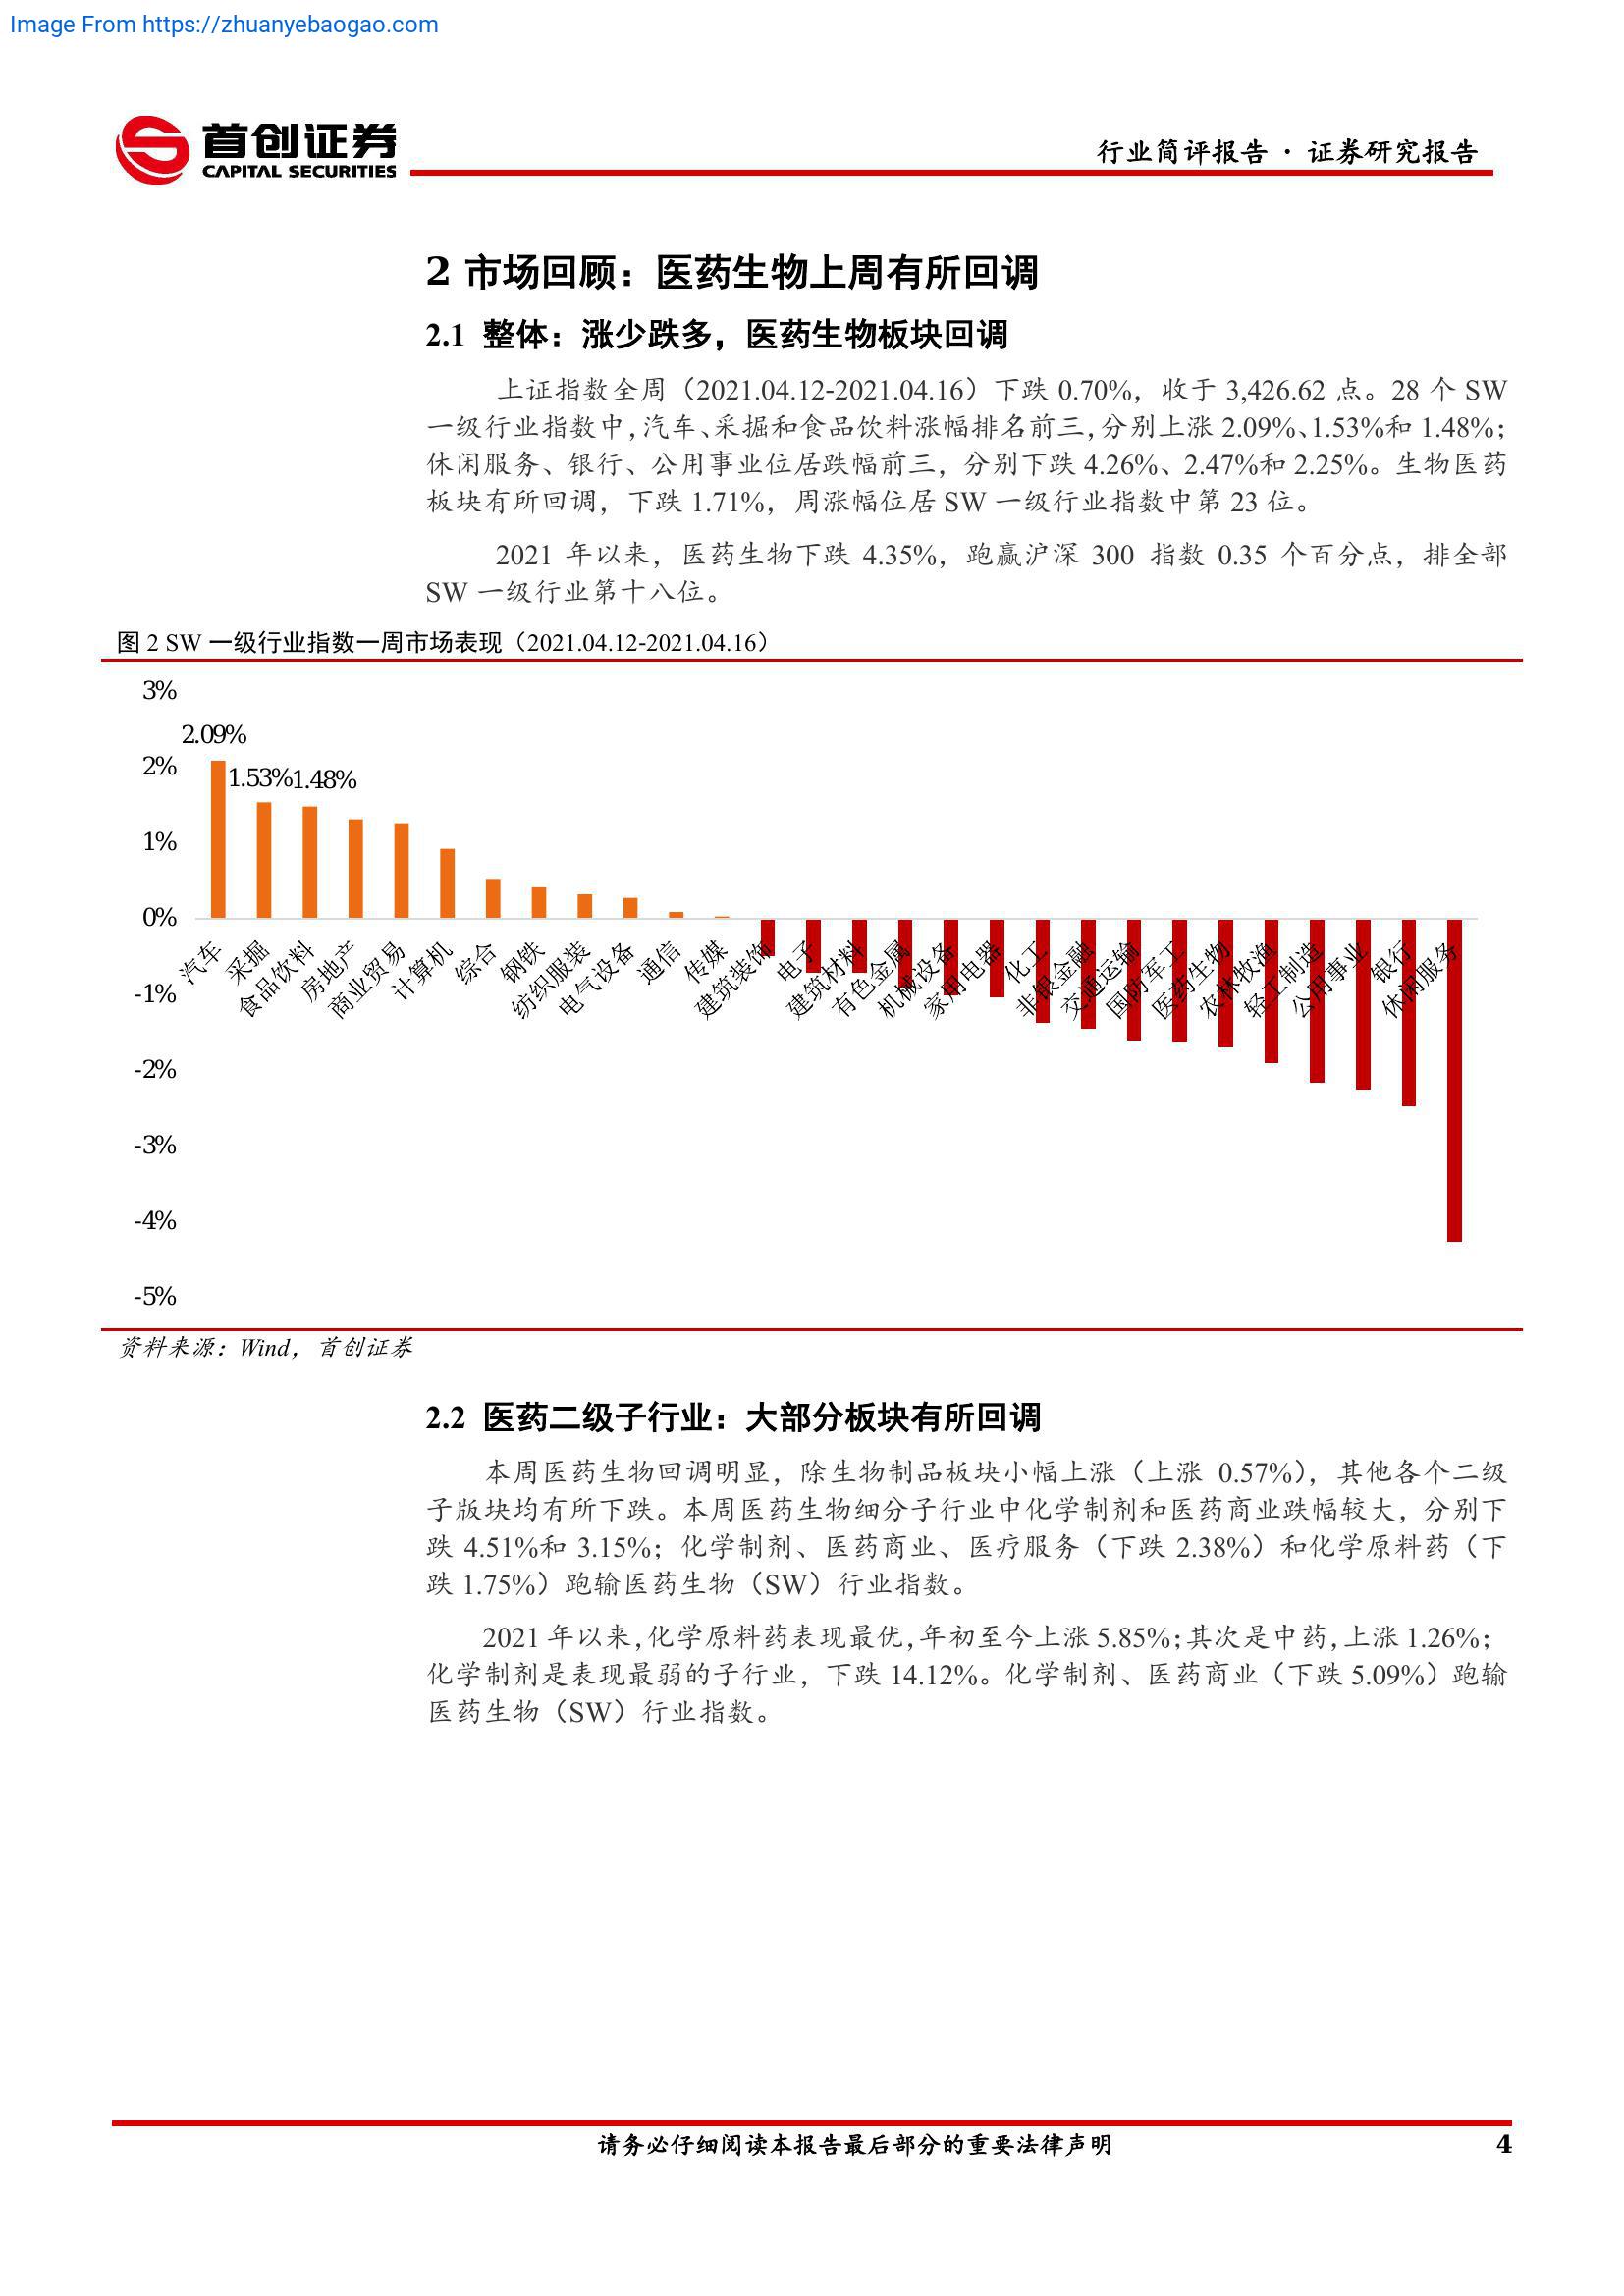 Image From https://zhuanyebaogao.com
首创证券
CAPITAL SECURITIES
行业简评报告 · 证券研究报告
2 市场回顾：医药生物上周有所回调
2.1 整体：涨少跌多，医药生物板块回调
上证指数全周（2021.04.12-2021.04.16）下跌 0.70%，收于 3,426.62 点。28 个 SW
一级行业指数中，汽车、采掘和食品饮料涨幅排名前三，分别上涨 2.09%、1.53%和 1.48%；
休闲服务、银行、公用事业位居跌幅前三，分别下跌 4.26%、2.47%和 2.25%。生物医药
板块有所回调，下跌 1.71%，周涨幅位居 SW 一级行业指数中第 23 位。
2021 年以来，医药生物下跌 4.35%，跑赢沪深 300 指数 0.35 个百分点，排全部
SW 一级行业第十八位。
图 2 SW 一级行业指数一周市场表现（2021.04.12-2021.04.16）
3%
2.09%
2%
1.53%
1.48%
1%
0%
-1%
-2%
-3%
-4%
-5%
汽车
采掘
食品饮料
房地产
商业贸易
计算机
综合
钢铁
纺织服装
电气设备
通信
传媒
建筑装饰
电子
建筑材料
有色金属
机械设备
家用电器
化工
非银金融
交通运输
国防军工
医药生物
农林牧渔
轻工制造
公用事业
银行
休闲服务
资料来源：Wind，首创证券
2.2 医药二级子行业：大部分板块有所回调
本周医药生物回调明显，除生物制品板块小幅上涨（上涨 0.57%），其他各个二级
子版块均有所下跌。本周医药生物细分子行业中化学制剂和医药商业跌幅较大，分别下
跌 4.51%和 3.15%；化学制剂、医药商业、医疗服务（下跌 2.38%）和化学原料药（下
跌 1.75%）跑输医药生物（SW）行业指数。
2021 年以来，化学原料药表现最优，年初至今上涨 5.85%；其次是中药，上涨 1.26%；
化学制剂是表现最弱的子行业，下跌 14.12%。化学制剂、医药商业（下跌 5.09%）跑输
医药生物（SW）行业指数。
请务必仔细阅读本报告最后部分的重要法律声明
4